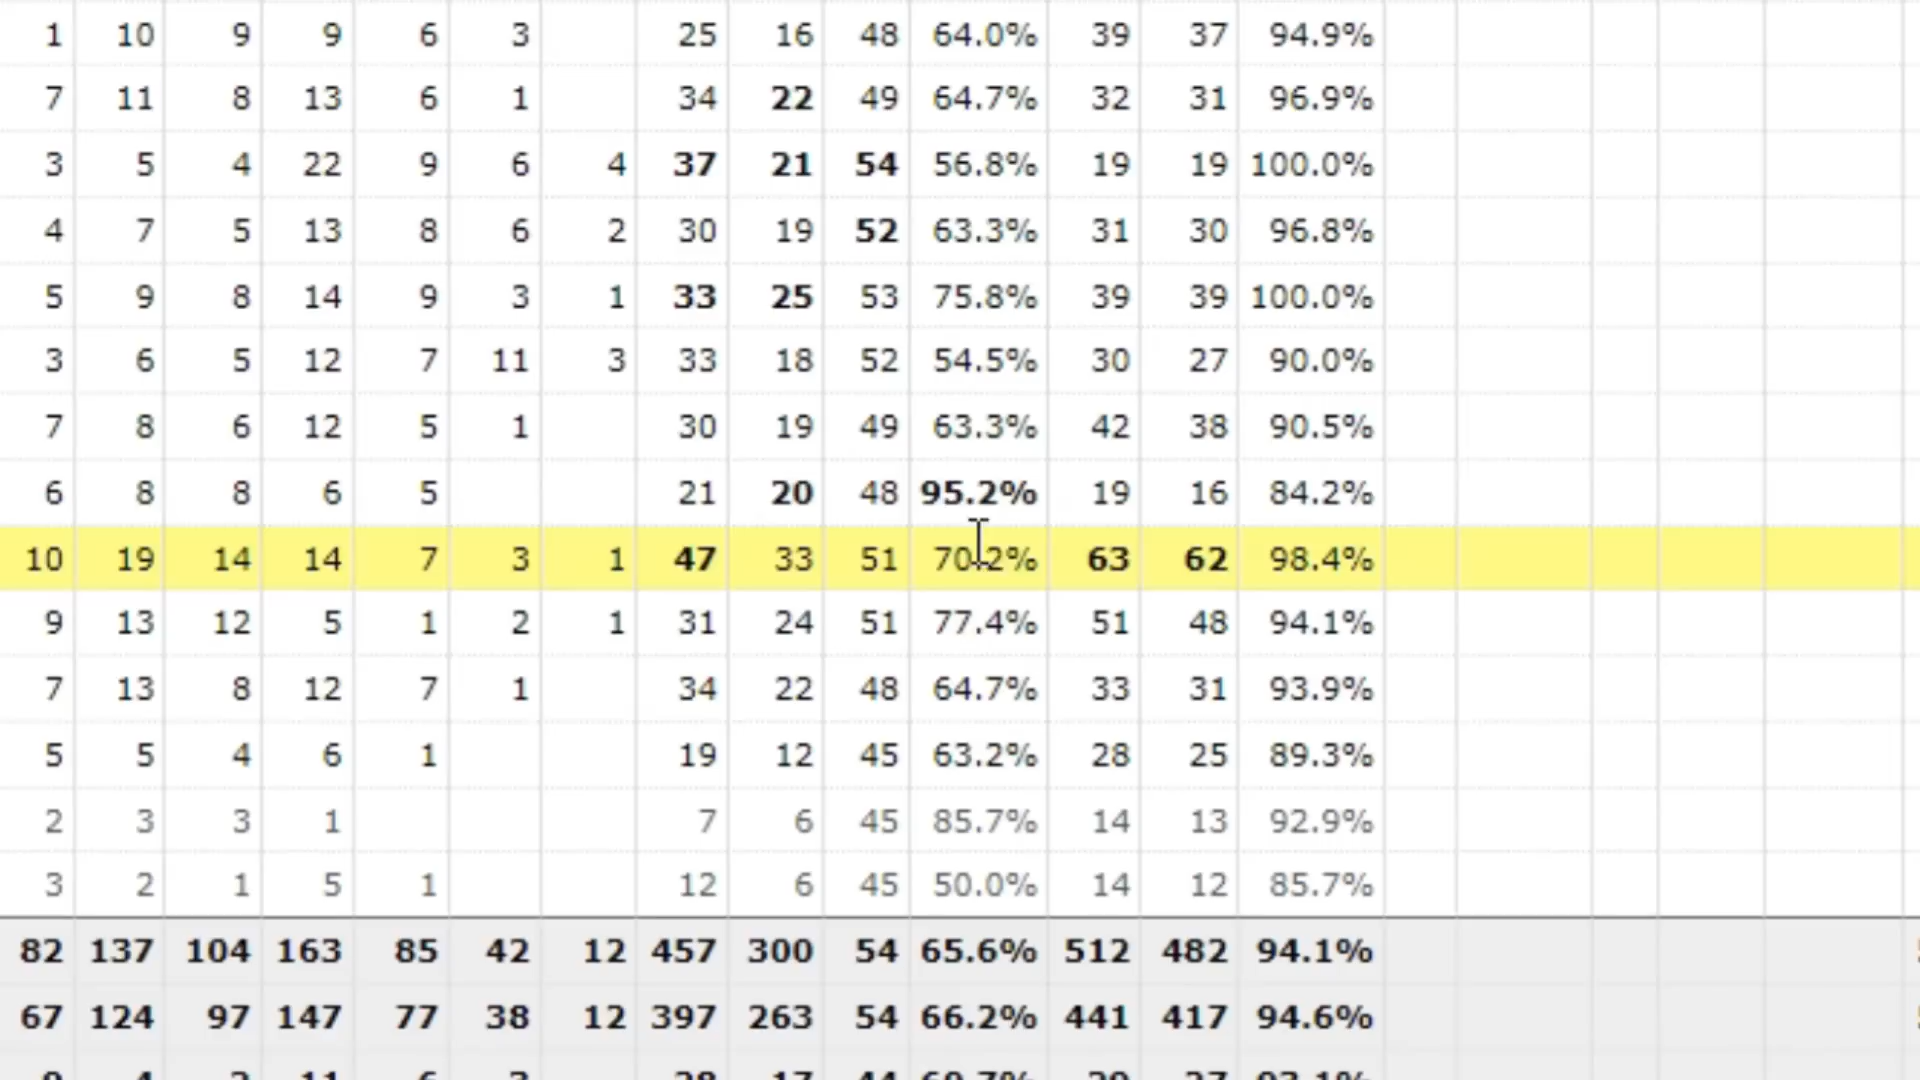 1 10 9 9 6 3 25 16 48 64.0% 39 37 94.9%
7 11 8 13 6 1 34 22 49 64.7% 32 31 96.9%
3 5 4 22 9 6 4 37 21 54 56.8% 19 19 100.0%
4 7 5 13 8 6 2 30 19 52 63.3% 31 30 96.8%
5 9 8 14 9 3 1 33 25 53 75.8% 39 39 100.0%
3 6 5 12 7 11 3 33 18 52 54.5% 30 27 90.0%
7 8 6 12 5 1 30 19 49 63.3% 42 38 90.5%
6 8 8 6 5 21 20 48 95.2% 19 16 84.2%
10 19 14 14 7 3 1 47 33 51 70.2% 63 62 98.4%
9 13 12 5 1 2 1 31 24 51 77.4% 51 48 94.1%
7 13 8 12 7 1 34 22 48 64.7% 33 31 93.9%
5 5 4 6 1 19 12 45 63.2% 28 25 89.3%
2 3 3 1 7 6 45 85.7% 14 13 92.9%
3 2 1 5 1 12 6 45 50.0% 14 12 85.7%
82 137 104 163 85 42 12 457 300 54 65.6% 512 482 94.1%
67 124 97 147 77 38 12 397 263 54 66.2% 441 417 94.6%